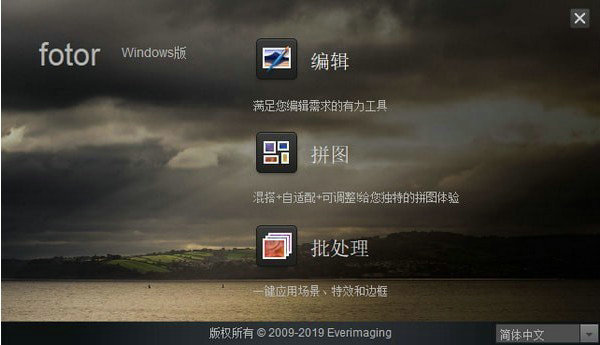 fotor Windows版
编辑
满足您编辑需求的有力工具
拼图
混搭+自适配+可调整!给您独特的拼图体验
批处理
一键应用场景、特效和边框
版权所有 © 2009-2019 Everimaging
简体中文